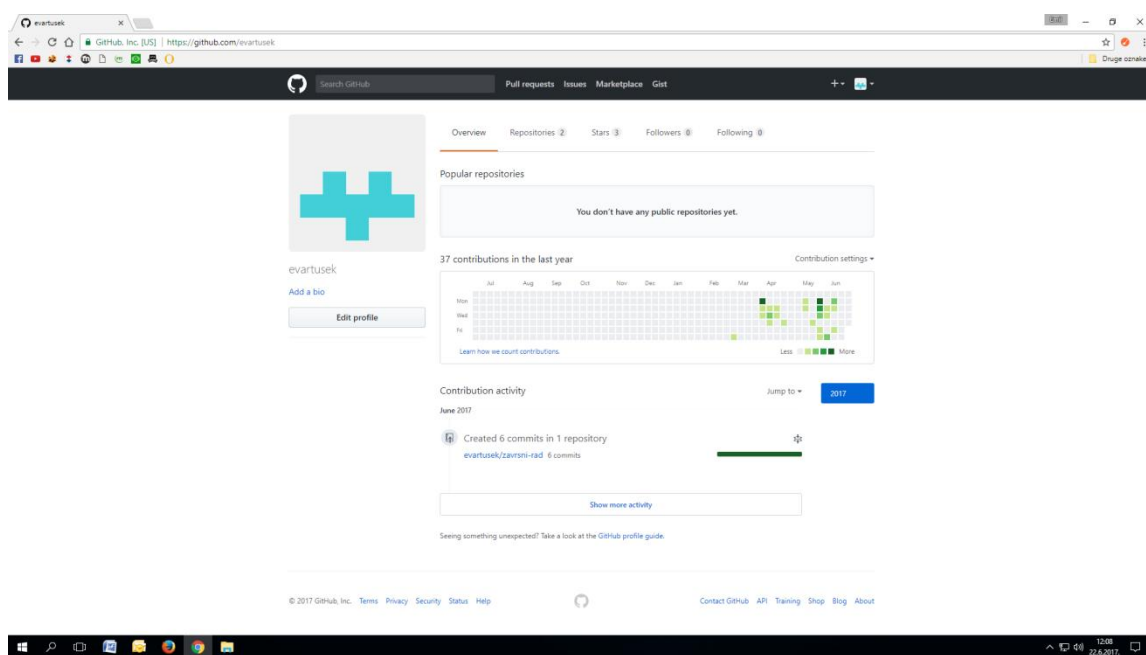 evartusek
GitHub, Inc. [US] | https://github.com/evartusek
Druge oznake
Search GitHub
Pull requests Issues Marketplace Gist
Overview Repositories 2 Stars 3 Followers 0 Following 0
Popular repositories
You don't have any public repositories yet.
37 contributions in the last year
Contribution settings
evartusek
Add a bio
Edit profile
Jul Aug Sep Oct Nov Dec Jan Feb Mar Apr May Jun
Mon
Wed
Fri
Learn how we count contributions.
Less More
Contribution activity
Jump to
2017
June 2017
Created 6 commits in 1 repository
evartusek/zavrsni-rad 6 commits
Show more activity
Seeing something unexpected? Take a look at the GitHub profile guide.
© 2017 GitHub, Inc. Terms Privacy Security Status Help
Contact GitHub API Training Shop Blog About
12:08
22.6.2017.